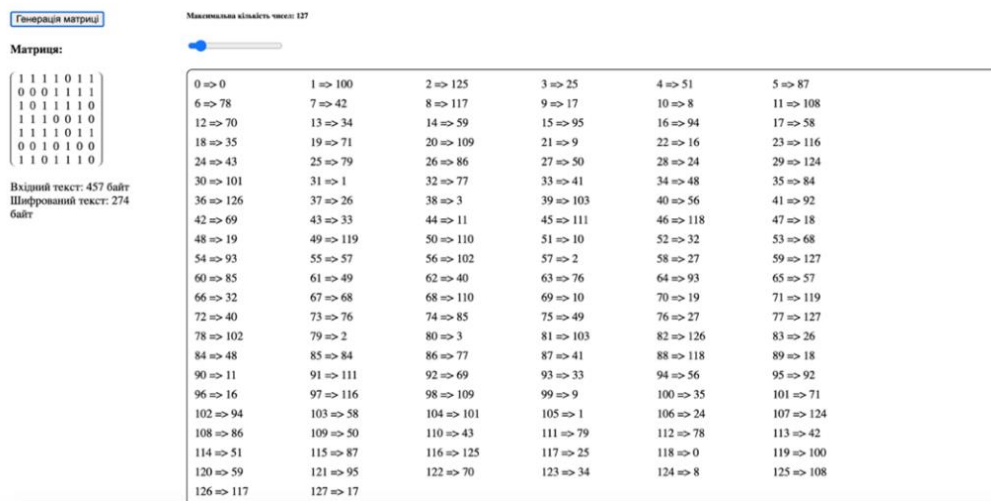 Генерація матриці
Максимальна кількість чисел: 127
Матриця:
1 1 1 1 0 1 1
0 0 0 1 1 1 1
1 0 1 1 1 1 0
1 1 1 0 0 1 0
1 1 1 1 0 1 1
0 0 1 0 1 0 0
1 1 0 1 1 1 0
Вхідний текст: 457 байт
Шифрований текст: 274
байт
0 => 0 1 => 100 2 => 125 3 => 25 4 => 51 5 => 87
6 => 78 7 => 42 8 => 117 9 => 17 10 => 8 11 => 108
12 => 70 13 => 34 14 => 59 15 => 95 16 => 94 17 => 58
18 => 35 19 => 71 20 => 109 21 => 9 22 => 16 23 => 116
24 => 43 25 => 79 26 => 86 27 => 50 28 => 24 29 => 124
30 => 101 31 => 1 32 => 77 33 => 41 34 => 48 35 => 84
36 => 126 37 => 26 38 => 3 39 => 103 40 => 56 41 => 92
42 => 69 43 => 33 44 => 11 45 => 111 46 => 118 47 => 18
48 => 19 49 => 119 50 => 110 51 => 10 52 => 32 53 => 68
54 => 93 55 => 57 56 => 102 57 => 2 58 => 27 59 => 127
60 => 85 61 => 49 62 => 40 63 => 76 64 => 93 65 => 57
66 => 32 67 => 68 68 => 110 69 => 10 70 => 19 71 => 119
72 => 40 73 => 76 74 => 85 75 => 49 76 => 27 77 => 127
78 => 102 79 => 2 80 => 3 81 => 103 82 => 126 83 => 26
84 => 48 85 => 84 86 => 77 87 => 41 88 => 118 89 => 18
90 => 11 91 => 111 92 => 69 93 => 33 94 => 56 95 => 92
96 => 16 97 => 116 98 => 109 99 => 9 100 => 35 101 => 71
102 => 94 103 => 58 104 => 101 105 => 1 106 => 24 107 => 124
108 => 86 109 => 50 110 => 43 111 => 79 112 => 78 113 => 42
114 => 51 115 => 87 116 => 125 117 => 25 118 => 0 119 => 100
120 => 59 121 => 95 122 => 70 123 => 34 124 => 8 125 => 108
126 => 117 127 => 17